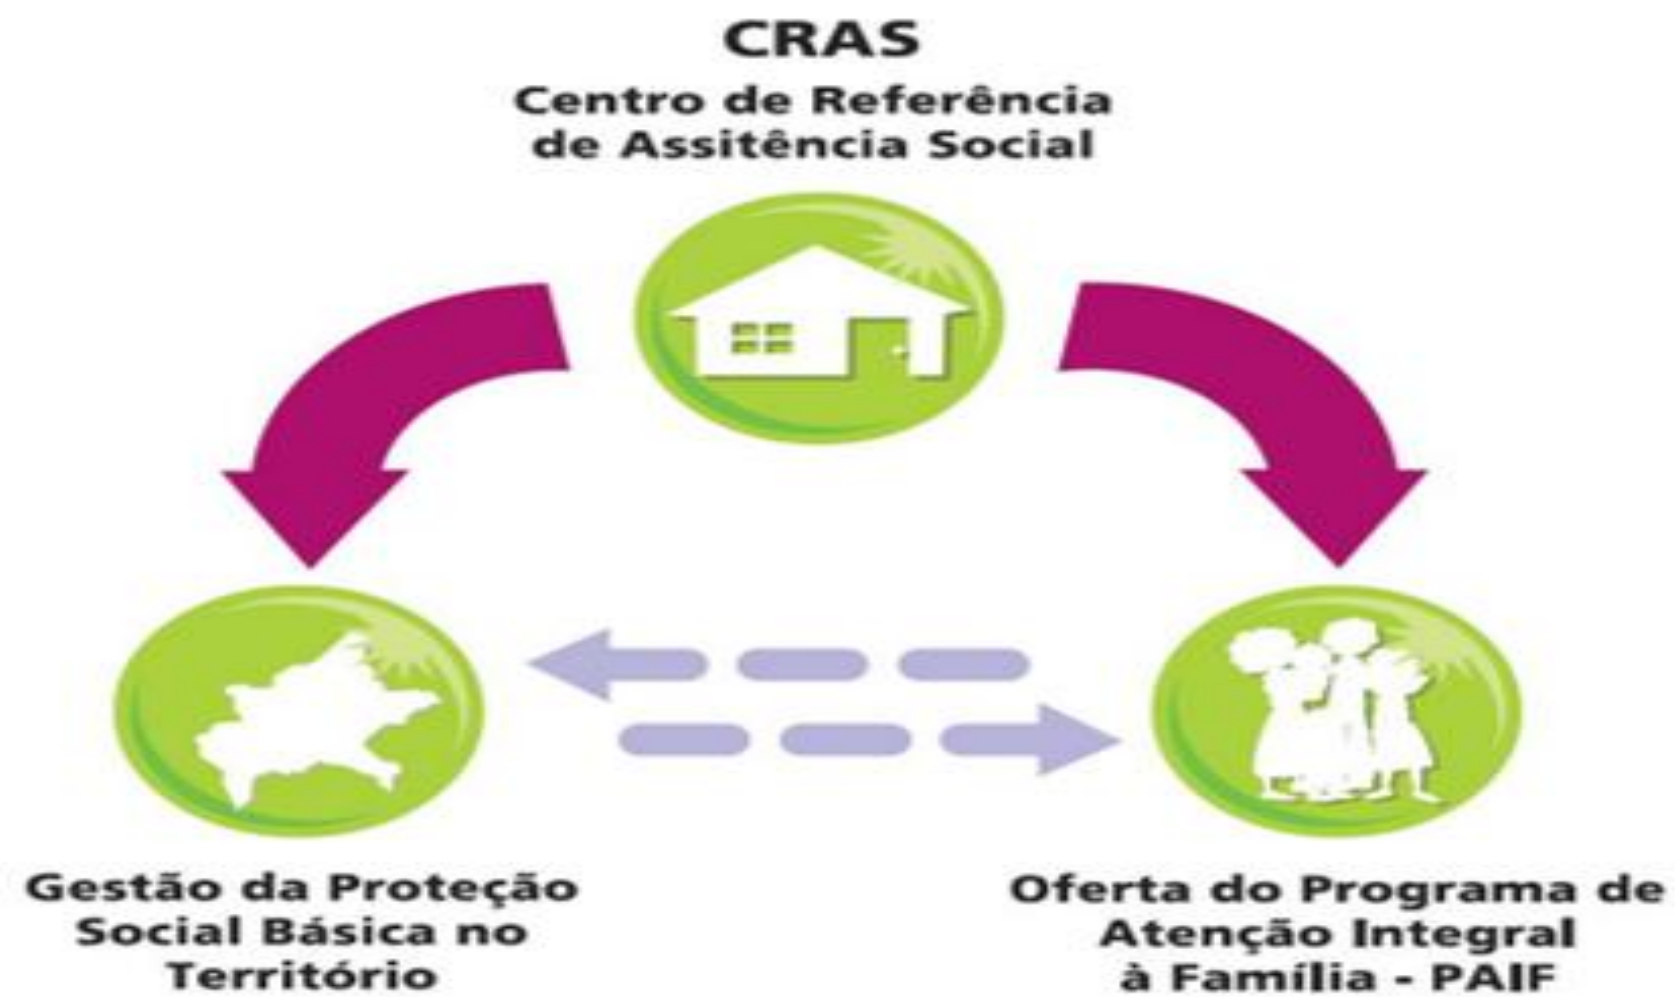 CRAS
Centro de Referência
de Assitência Social
Gestão da Proteção
Social Básica no
Território
Oferta do Programa de
Atenção Integral
à Família - PAIF